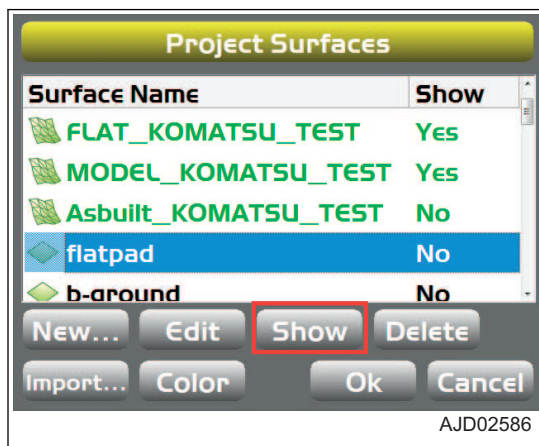 Project Surfaces
Surface Name Show
FLAT_KOMATSU_TEST Yes
MODEL_KOMATSU_TEST Yes
Asbuilt_KOMATSU_TEST No
flatpad No
b-ground No
New... Edit Show Delete
Import... Color Ok Cancel
AJD02586